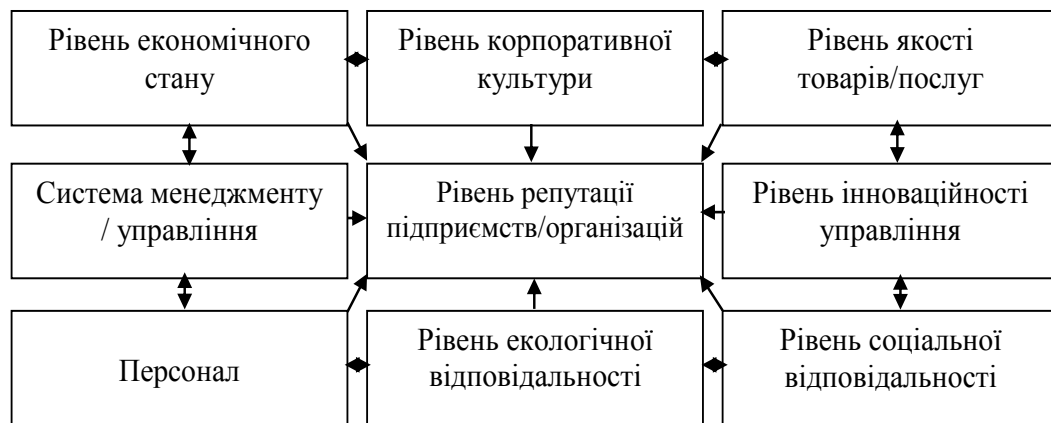 Рівень економічного
стану
Рівень корпоративної
культури
Рівень якості
товарів/послуг
Система менеджменту
/ управління
Рівень репутації
підприємств/організацій
Рівень інноваційності
управління
Персонал
Рівень екологічної
відповідальності
Рівень соціальної
відповідальності